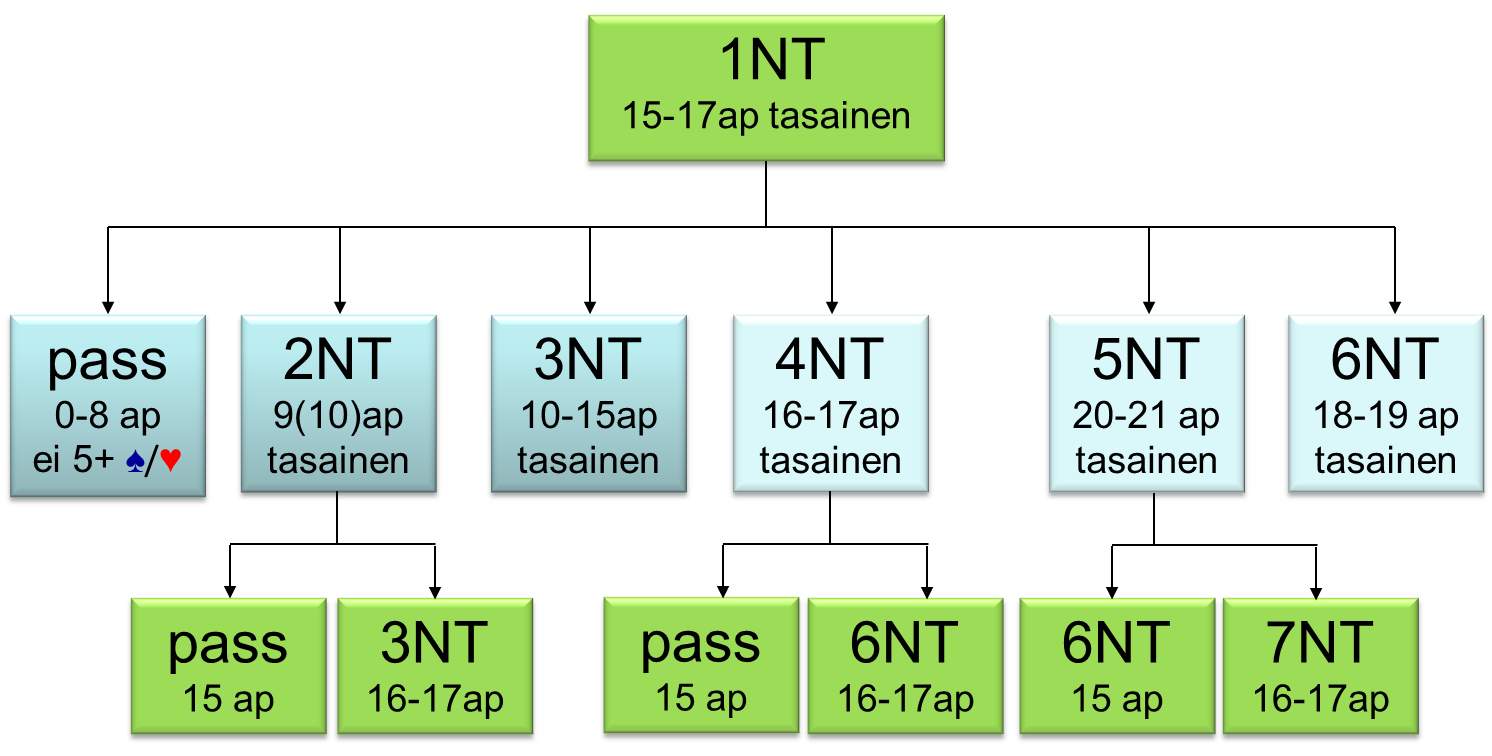 1NT
15-17ap tasainen
pass
0-8 ap
ei 5+ ♠/♥
2NT
9(10)ap
tasainen
3NT
10-15ap
tasainen
4NT
16-17ap
tasainen
5NT
20-21 ap
tasainen
6NT
18-19 ap
tasainen
pass
15 ap
3NT
16-17ap
pass
15 ap
6NT
16-17ap
6NT
15 ap
7NT
16-17ap